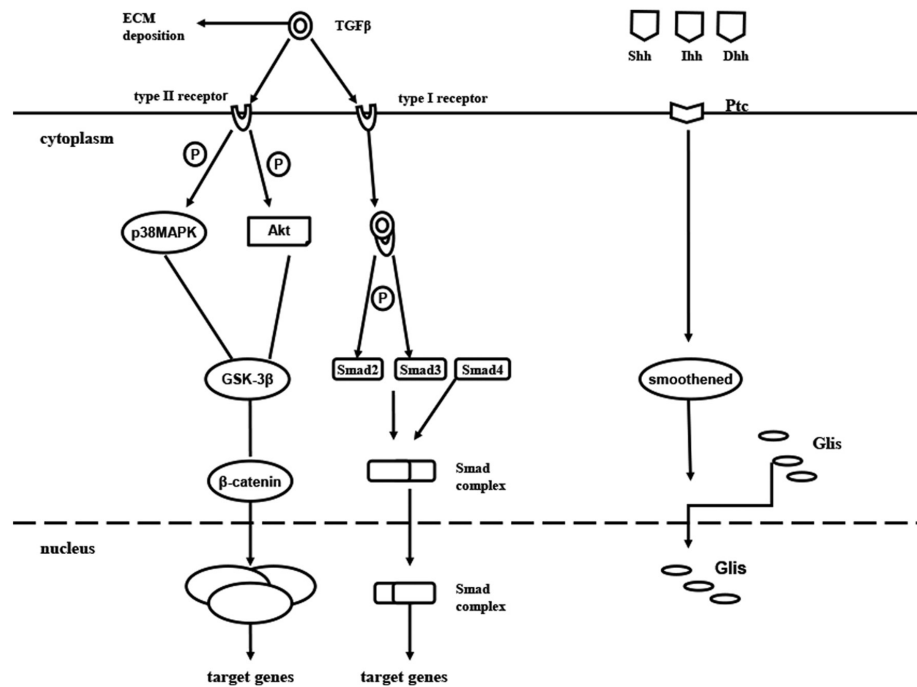 ECM
deposition
TGFβ
Shh
Ihh
Dhh
type II receptor
type I receptor
Ptc
cytoplasm
P
P
p38MAPK
Akt
P
Smad2
Smad3
Smad4
GSK-3β
smoothened
Glis
β-catenin
Smad
complex
nucleus
Glis
Smad
complex
target genes
target genes